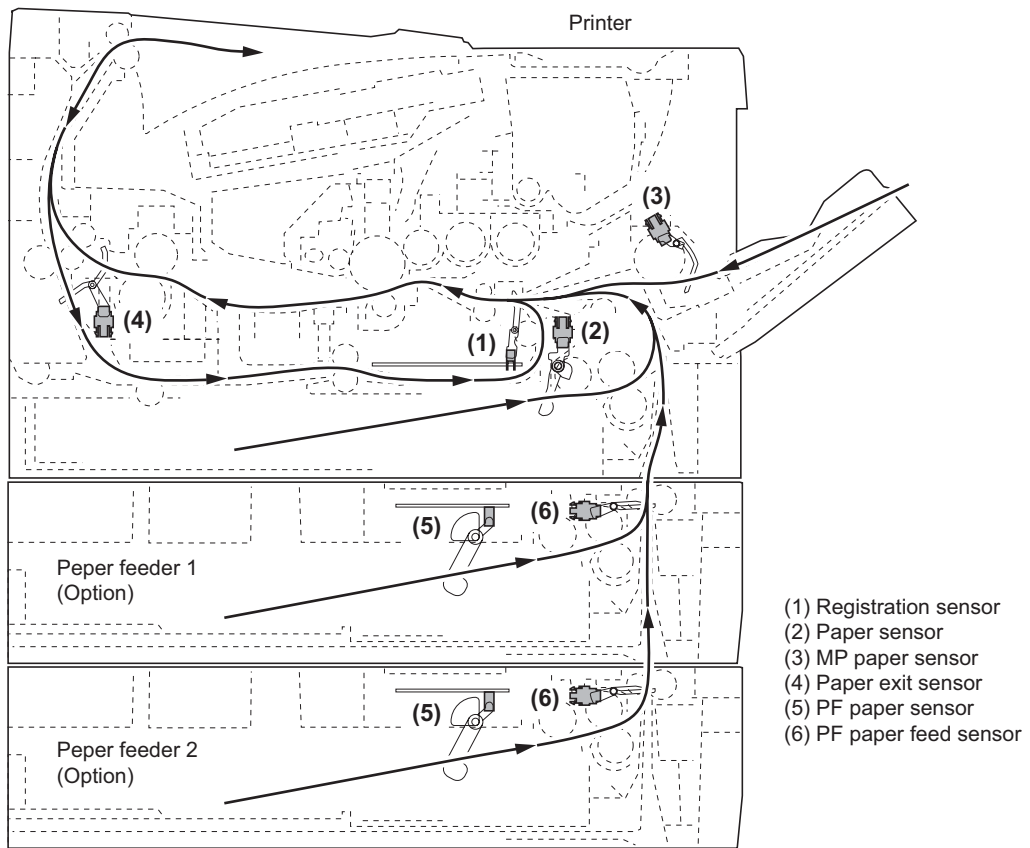 Printer
(3)
(4)
(1)
(2)
(5)
(6)
Peper feeder 1
(Option)
(5)
(6)
Peper feeder 2
(Option)
(1) Registration sensor
(2) Paper sensor
(3) MP paper sensor
(4) Paper exit sensor
(5) PF paper sensor
(6) PF paper feed sensor